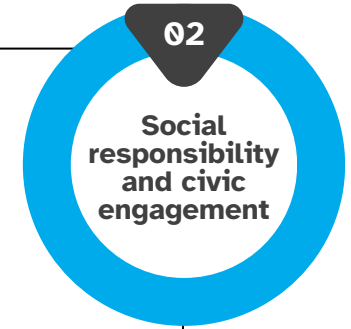 02
Social
responsibility
and civic
engagement